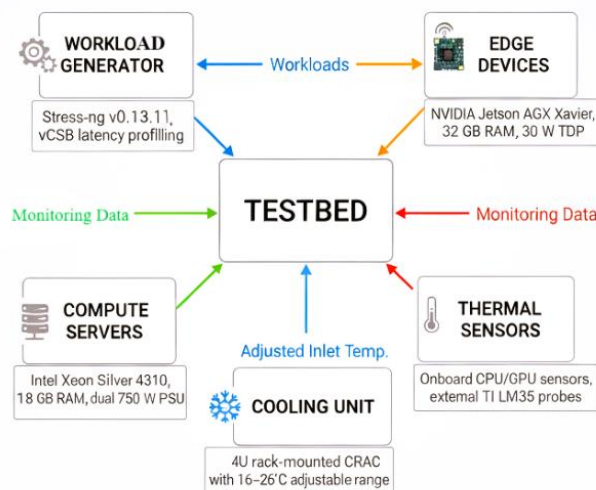 WORKLOAD
GENERATOR
Workloads
EDGE
DEVICES
Stress-ng v0.13.11,
vCSB latency profilling
NVIDIA Jetson AGX Xavier,
32 GB RAM, 30 W TDP
Monitoring Data
TESTBED
Monitoring Data
COMPUTE
SERVERS
THERMAL
SENSORS
Adjusted Inlet Temp.
Intel Xeon Silver 4310,
18 GB RAM, dual 750 W PSU
Onboard CPU/GPU sensors,
external TI LM35 probes
COOLING UNIT
4U rack-mounted CRAC
with 16–26°C adjustable range